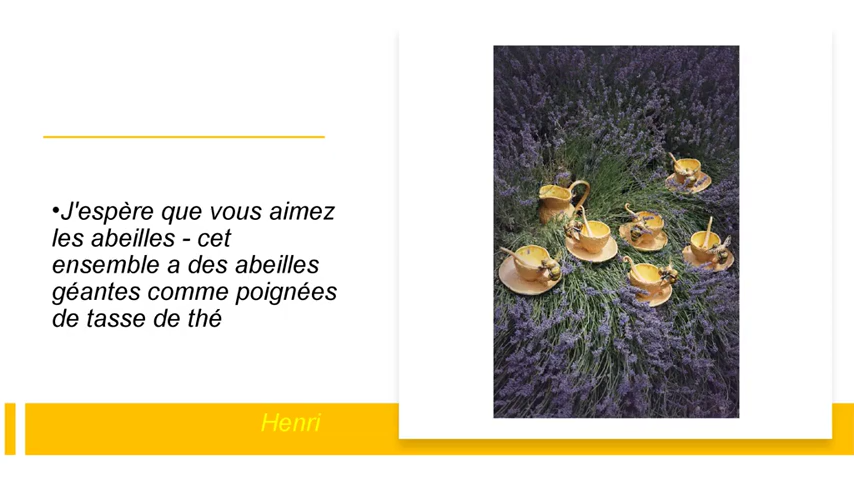 •J'espère que vous aimez
les abeilles - cet
ensemble a des abeilles
géantes comme poignées
de tasse de thé
Henri